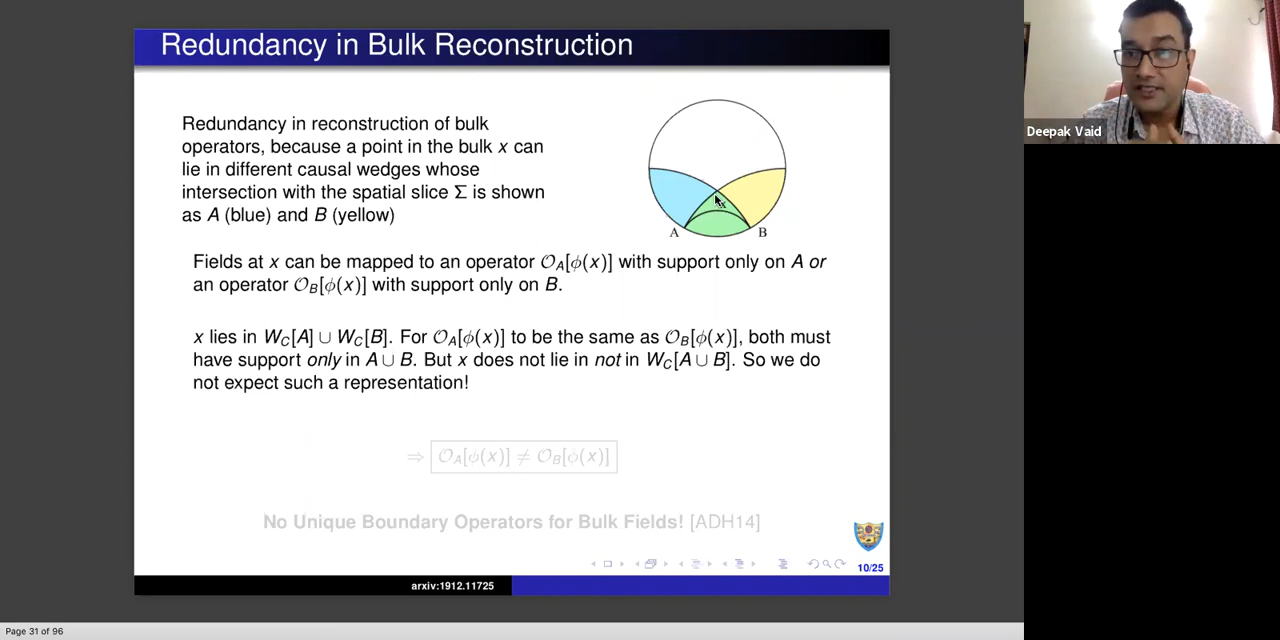 Redundancy in Bulk Reconstruction
Redundancy in reconstruction of bulk
operators, because a point in the bulk x can
lie in different causal wedges whose
intersection with the spatial slice Σ is shown
as A (blue) and B (yellow)
x
A
B
Fields at x can be mapped to an operator 𝒪_A[ϕ(x)] with support only on A or
an operator 𝒪_B[ϕ(x)] with support only on B.
x lies in W_C[A] ∪ W_C[B]. For 𝒪_A[ϕ(x)] to be the same as 𝒪_B[ϕ(x)], both must
have support only in A ∪ B. But x does not lie in not in W_C[A ∪ B]. So we do
not expect such a representation!
⇒ 𝒪_A[ϕ(x)] ≠ 𝒪_B[ϕ(x)]
No Unique Boundary Operators for Bulk Fields! [ADH14]
10/25
arxiv:1912.11725
Page 31 of 96
Deepak Vaid